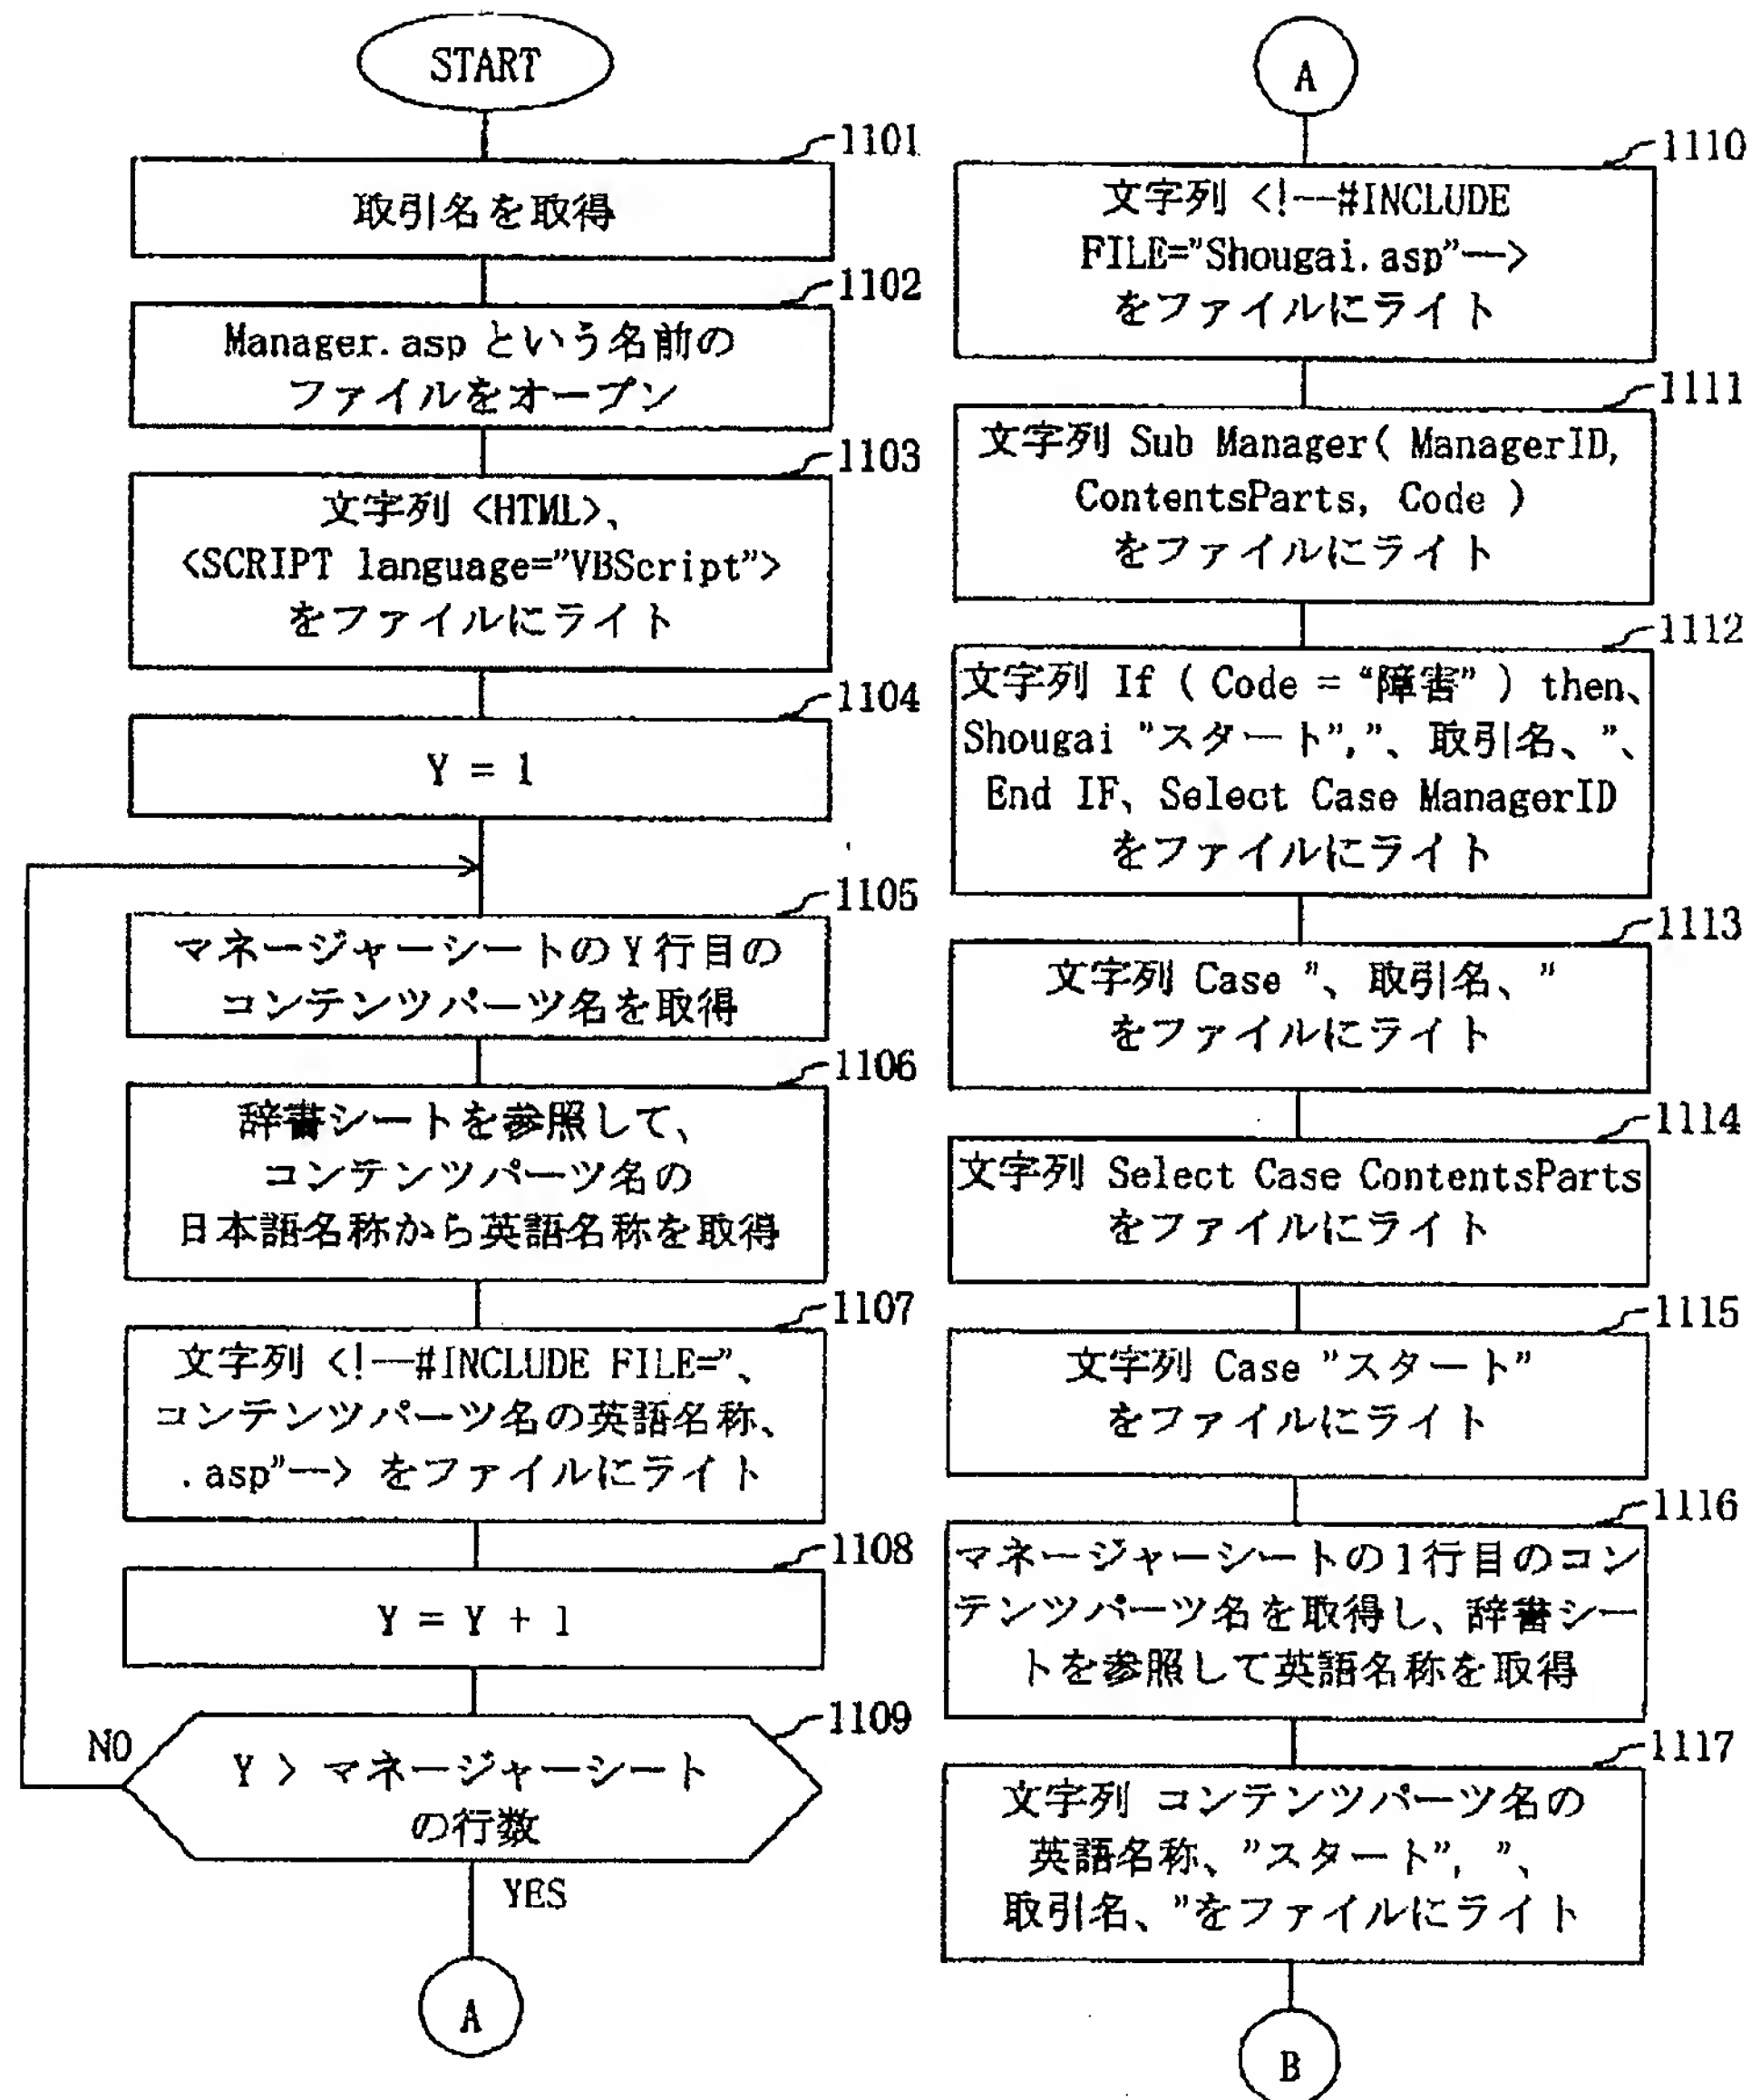 START
1101
取引名を取得
1102
Manager.asp という名前の
ファイルをオープン
1103
文字列 <HTML>、
<SCRIPT language="VBScript">
をファイルにライト
1104
Y = 1
1105
マネージャーシートのY行目の
コンテンツパーツ名を取得
1106
辞書シートを参照して、
コンテンツパーツ名の
日本語名称から英語名称を取得
1107
文字列 <!--#INCLUDE FILE="、
コンテンツパーツ名の英語名称、
.asp"--> をファイルにライト
1108
Y = Y + 1
1109
NO
Y > マネージャーシート
の行数
YES
A
A
1110
文字列 <!--#INCLUDE
FILE="Shougai.asp"-->
をファイルにライト
1111
文字列 Sub Manager( ManagerID,
ContentsParts, Code )
をファイルにライト
1112
文字列 If ( Code = "障害" ) then、
Shougai "スタート","、取引名、"、
End IF、Select Case ManagerID
をファイルにライト
1113
文字列 Case "、取引名、"
をファイルにライト
1114
文字列 Select Case ContentsParts
をファイルにライト
1115
文字列 Case "スタート"
をファイルにライト
1116
マネージャーシートの1行目のコン
テンツパーツ名を取得し、辞書シー
トを参照して英語名称を取得
1117
文字列 コンテンツパーツ名の
英語名称、"スタート", "、
取引名、"をファイルにライト
B